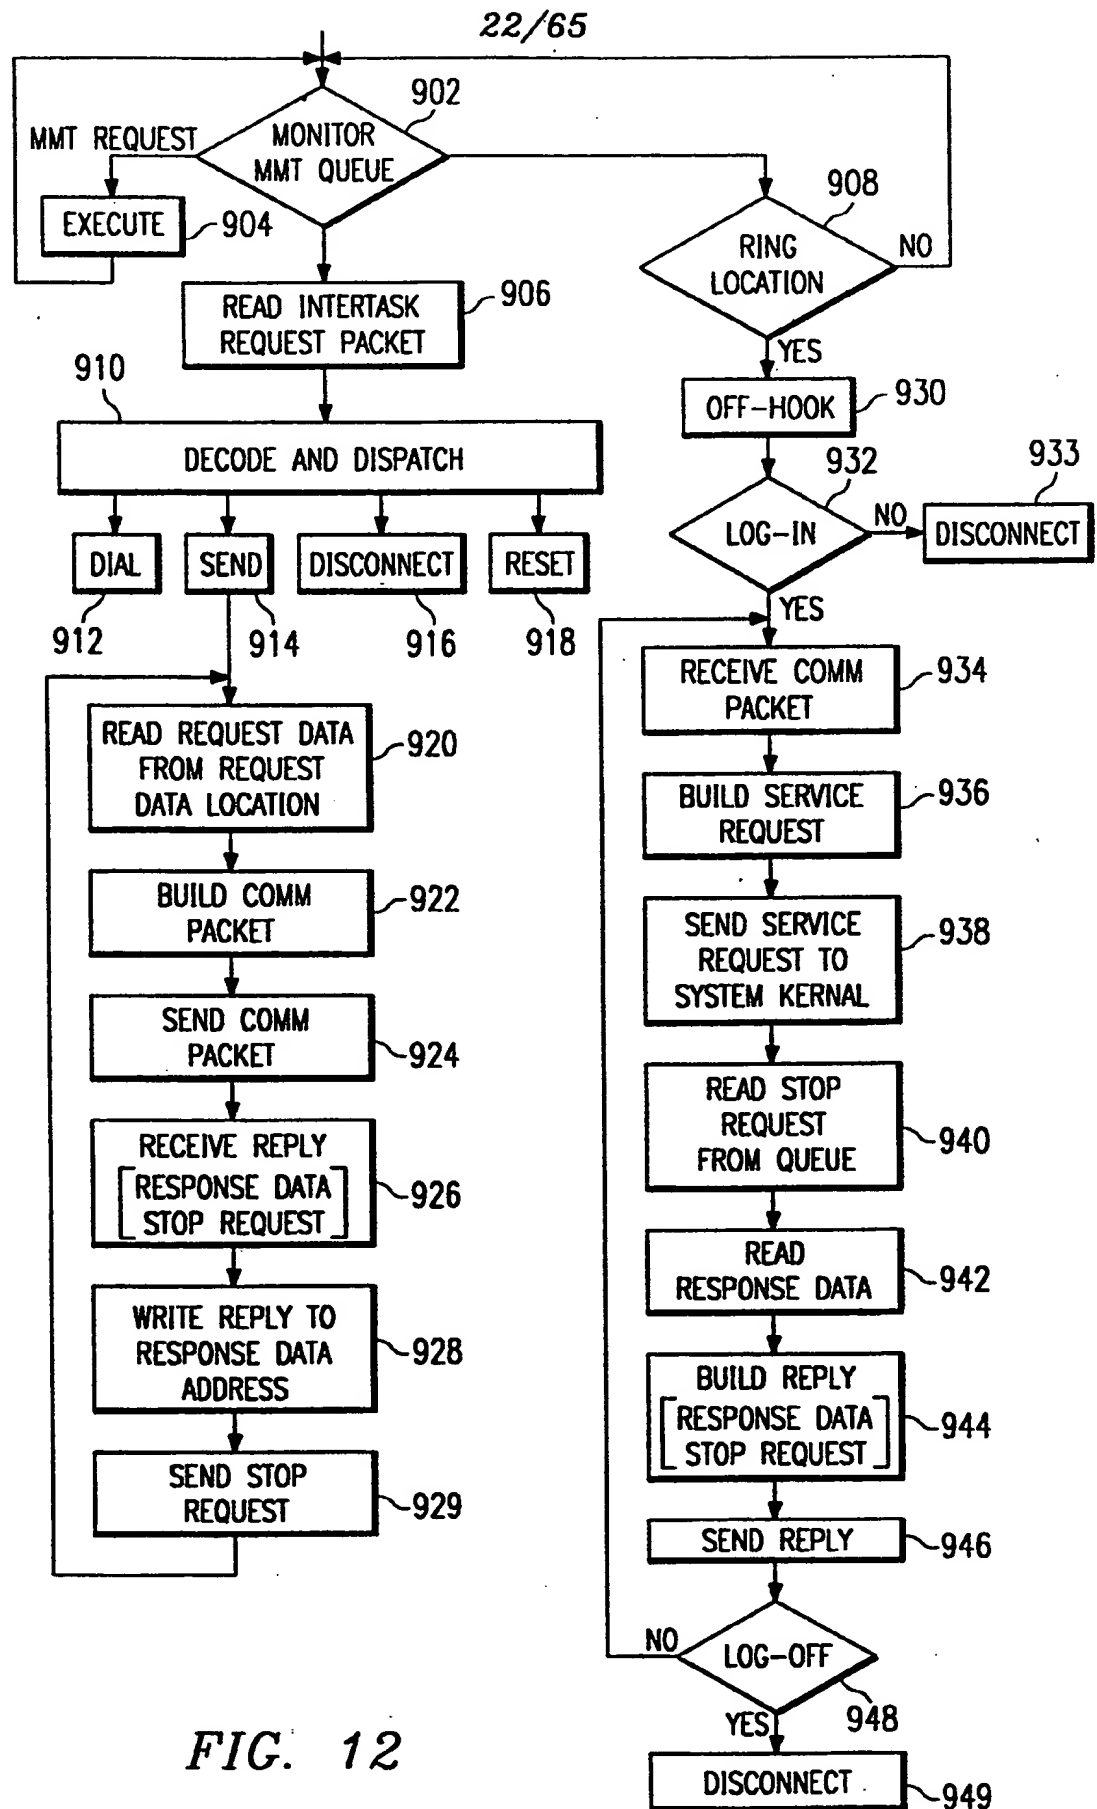 22/65
902
MONITOR
MMT QUEUE
MMT REQUEST
EXECUTE
904
908
RING
LOCATION
NO
YES
READ INTERTASK
REQUEST PACKET
906
910
DECODE AND DISPATCH
DIAL
SEND
DISCONNECT
RESET
912
914
916
918
READ REQUEST DATA
FROM REQUEST
DATA LOCATION
920
BUILD COMM
PACKET
922
SEND COMM
PACKET
924
RECEIVE REPLY
[RESPONSE DATA
STOP REQUEST]
926
WRITE REPLY TO
RESPONSE DATA
ADDRESS
928
SEND STOP
REQUEST
929
OFF-HOOK
930
932
LOG-IN
NO
933
DISCONNECT
YES
RECEIVE COMM
PACKET
934
BUILD SERVICE
REQUEST
936
SEND SERVICE
REQUEST TO
SYSTEM KERNAL
938
READ STOP
REQUEST
FROM QUEUE
940
READ
RESPONSE DATA
942
BUILD REPLY
[RESPONSE DATA
STOP REQUEST]
944
SEND REPLY
946
NO
LOG-OFF
948
YES
DISCONNECT
949
FIG. 12